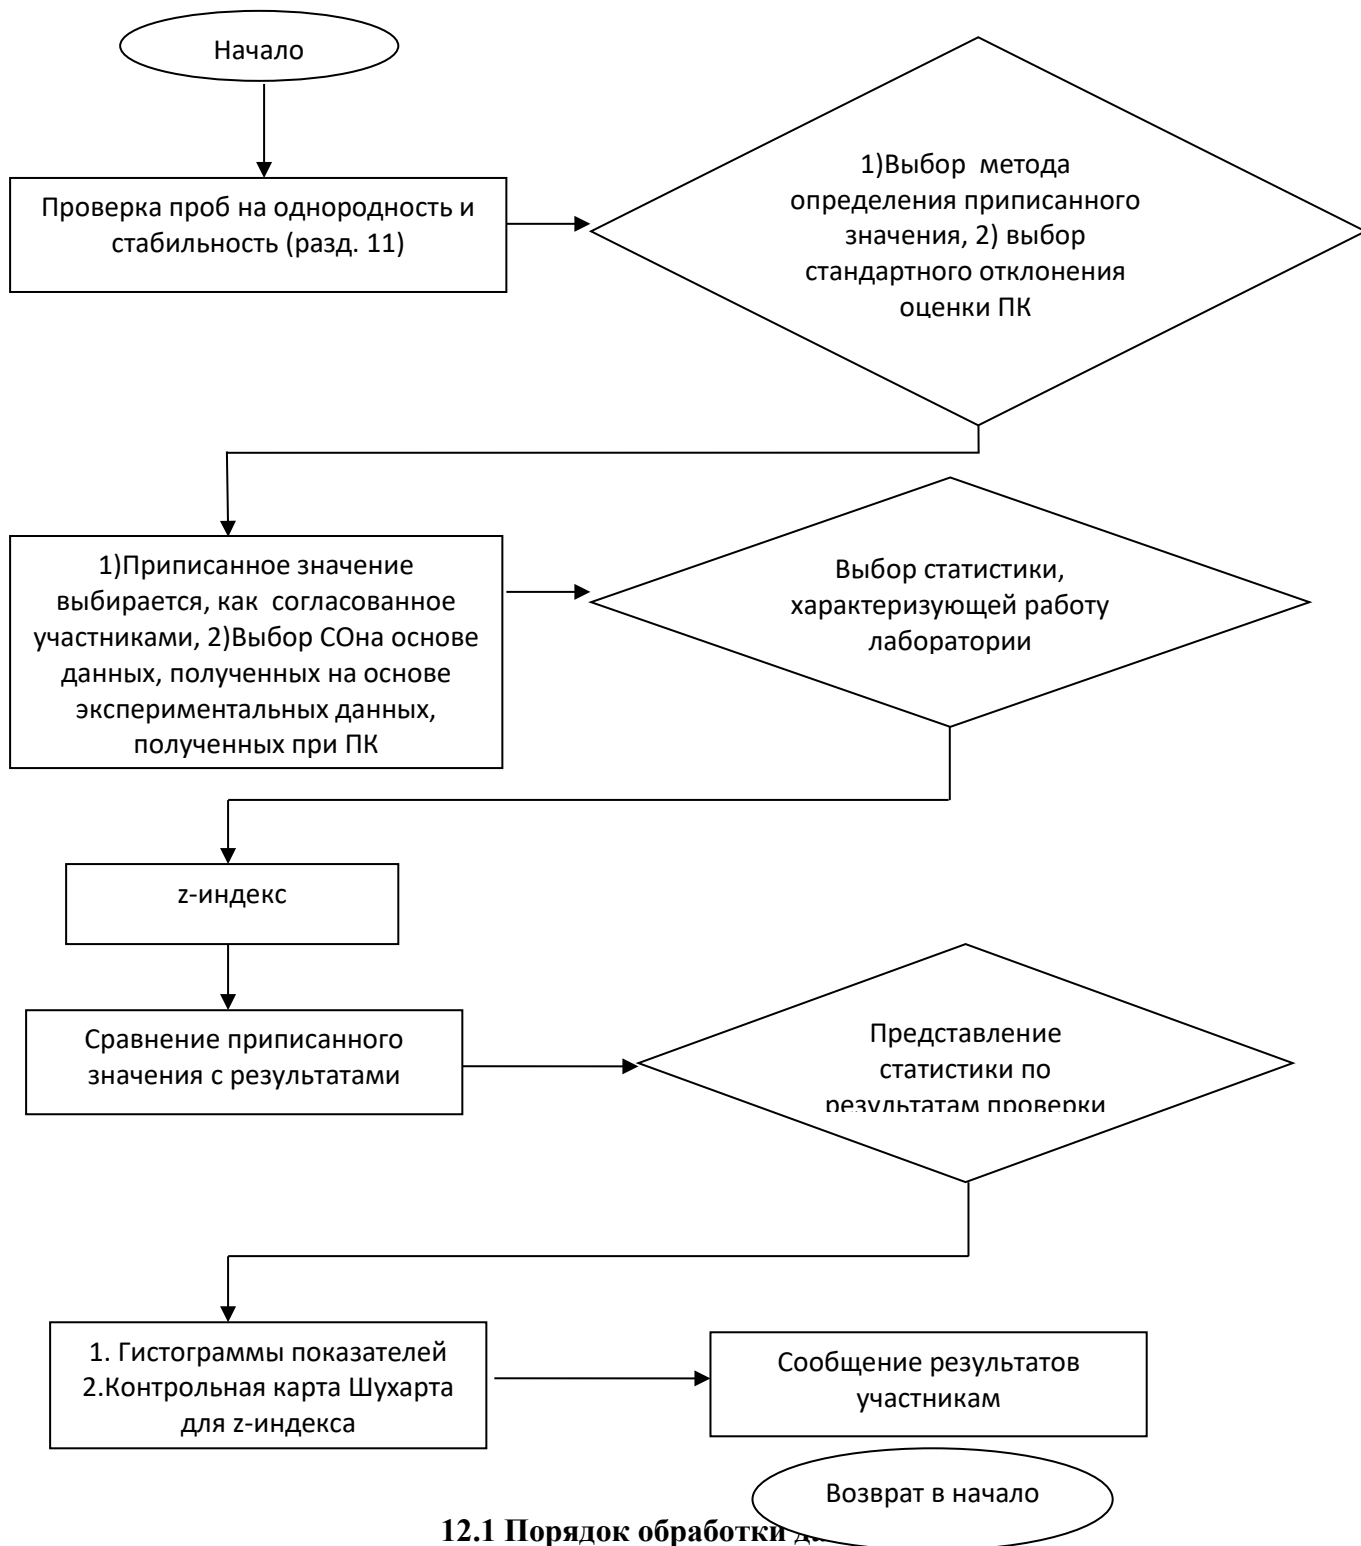 Начало
Проверка проб на однородность и
стабильность (разд. 11)
1)Выбор метода
определения приписанного
значения, 2) выбор
стандартного отклонения
оценки ПК
1)Приписанное значение
выбирается, как согласованное
участниками, 2)Выбор СОна основе
данных, полученных на основе
экспериментальных данных,
полученных при ПК
Выбор статистики,
характеризующей работу
лаборатории
z-индекс
Сравнение приписанного
значения с результатами
Представление
статистики по
результатам проверки
1. Гистограммы показателей
2.Контрольная карта Шухарта
для z-индекса
Сообщение результатов
участникам
Возврат в начало
12.1 Порядок обработки